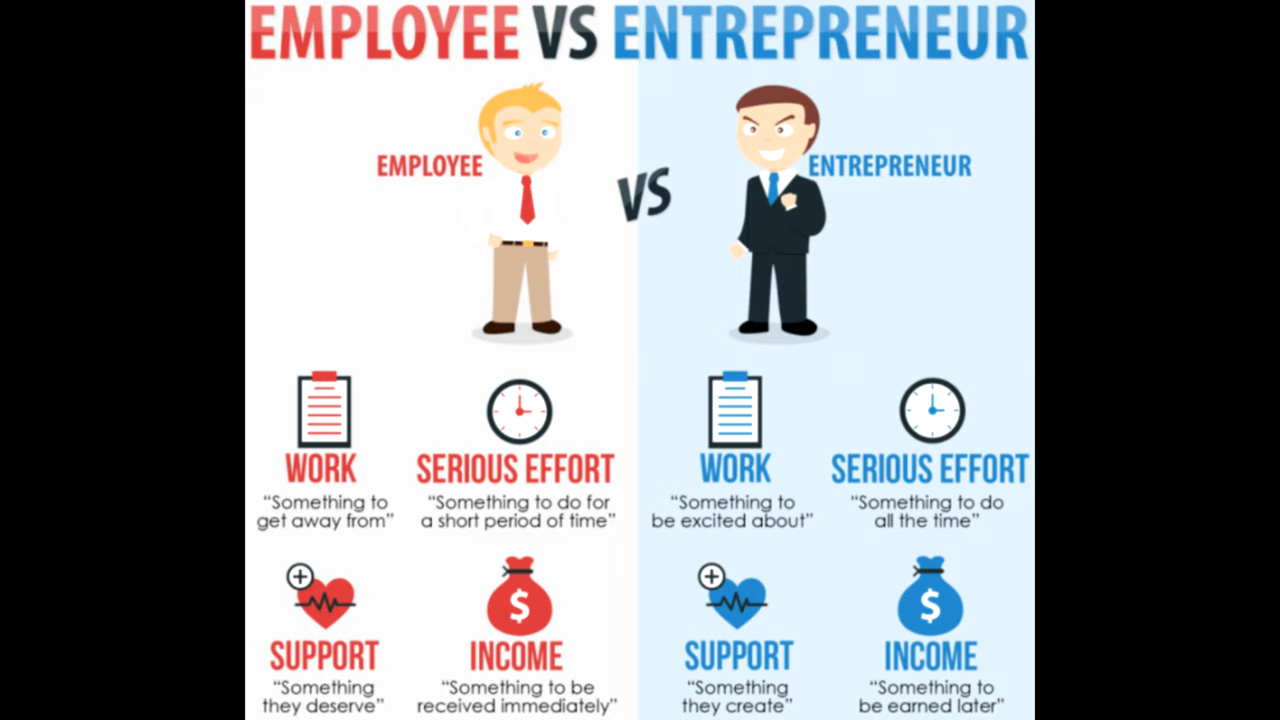 EMPLOYEE VS ENTREPRENEUR
EMPLOYEE
VS
ENTREPRENEUR
WORK
“Something to
get away from”
SERIOUS EFFORT
“Something to do for
a short period of time”
WORK
“Something to
be excited about”
SERIOUS EFFORT
“Something to do
all the time”
SUPPORT
“Something
they deserve”
$
INCOME
“Something to be
received immediately”
SUPPORT
“Something
they create”
$
INCOME
“Something to
be earned later”